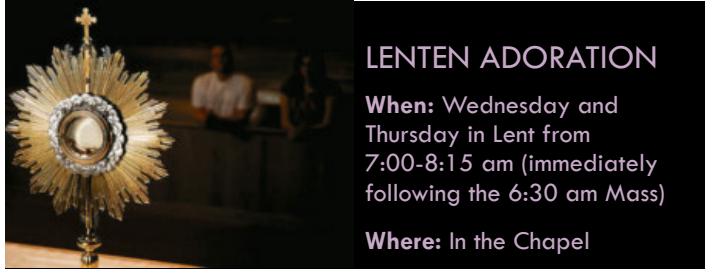 LENTEN ADORATION
When: Wednesday and
Thursday in Lent from
7:00-8:15 am (immediately
following the 6:30 am Mass)
Where: In the Chapel